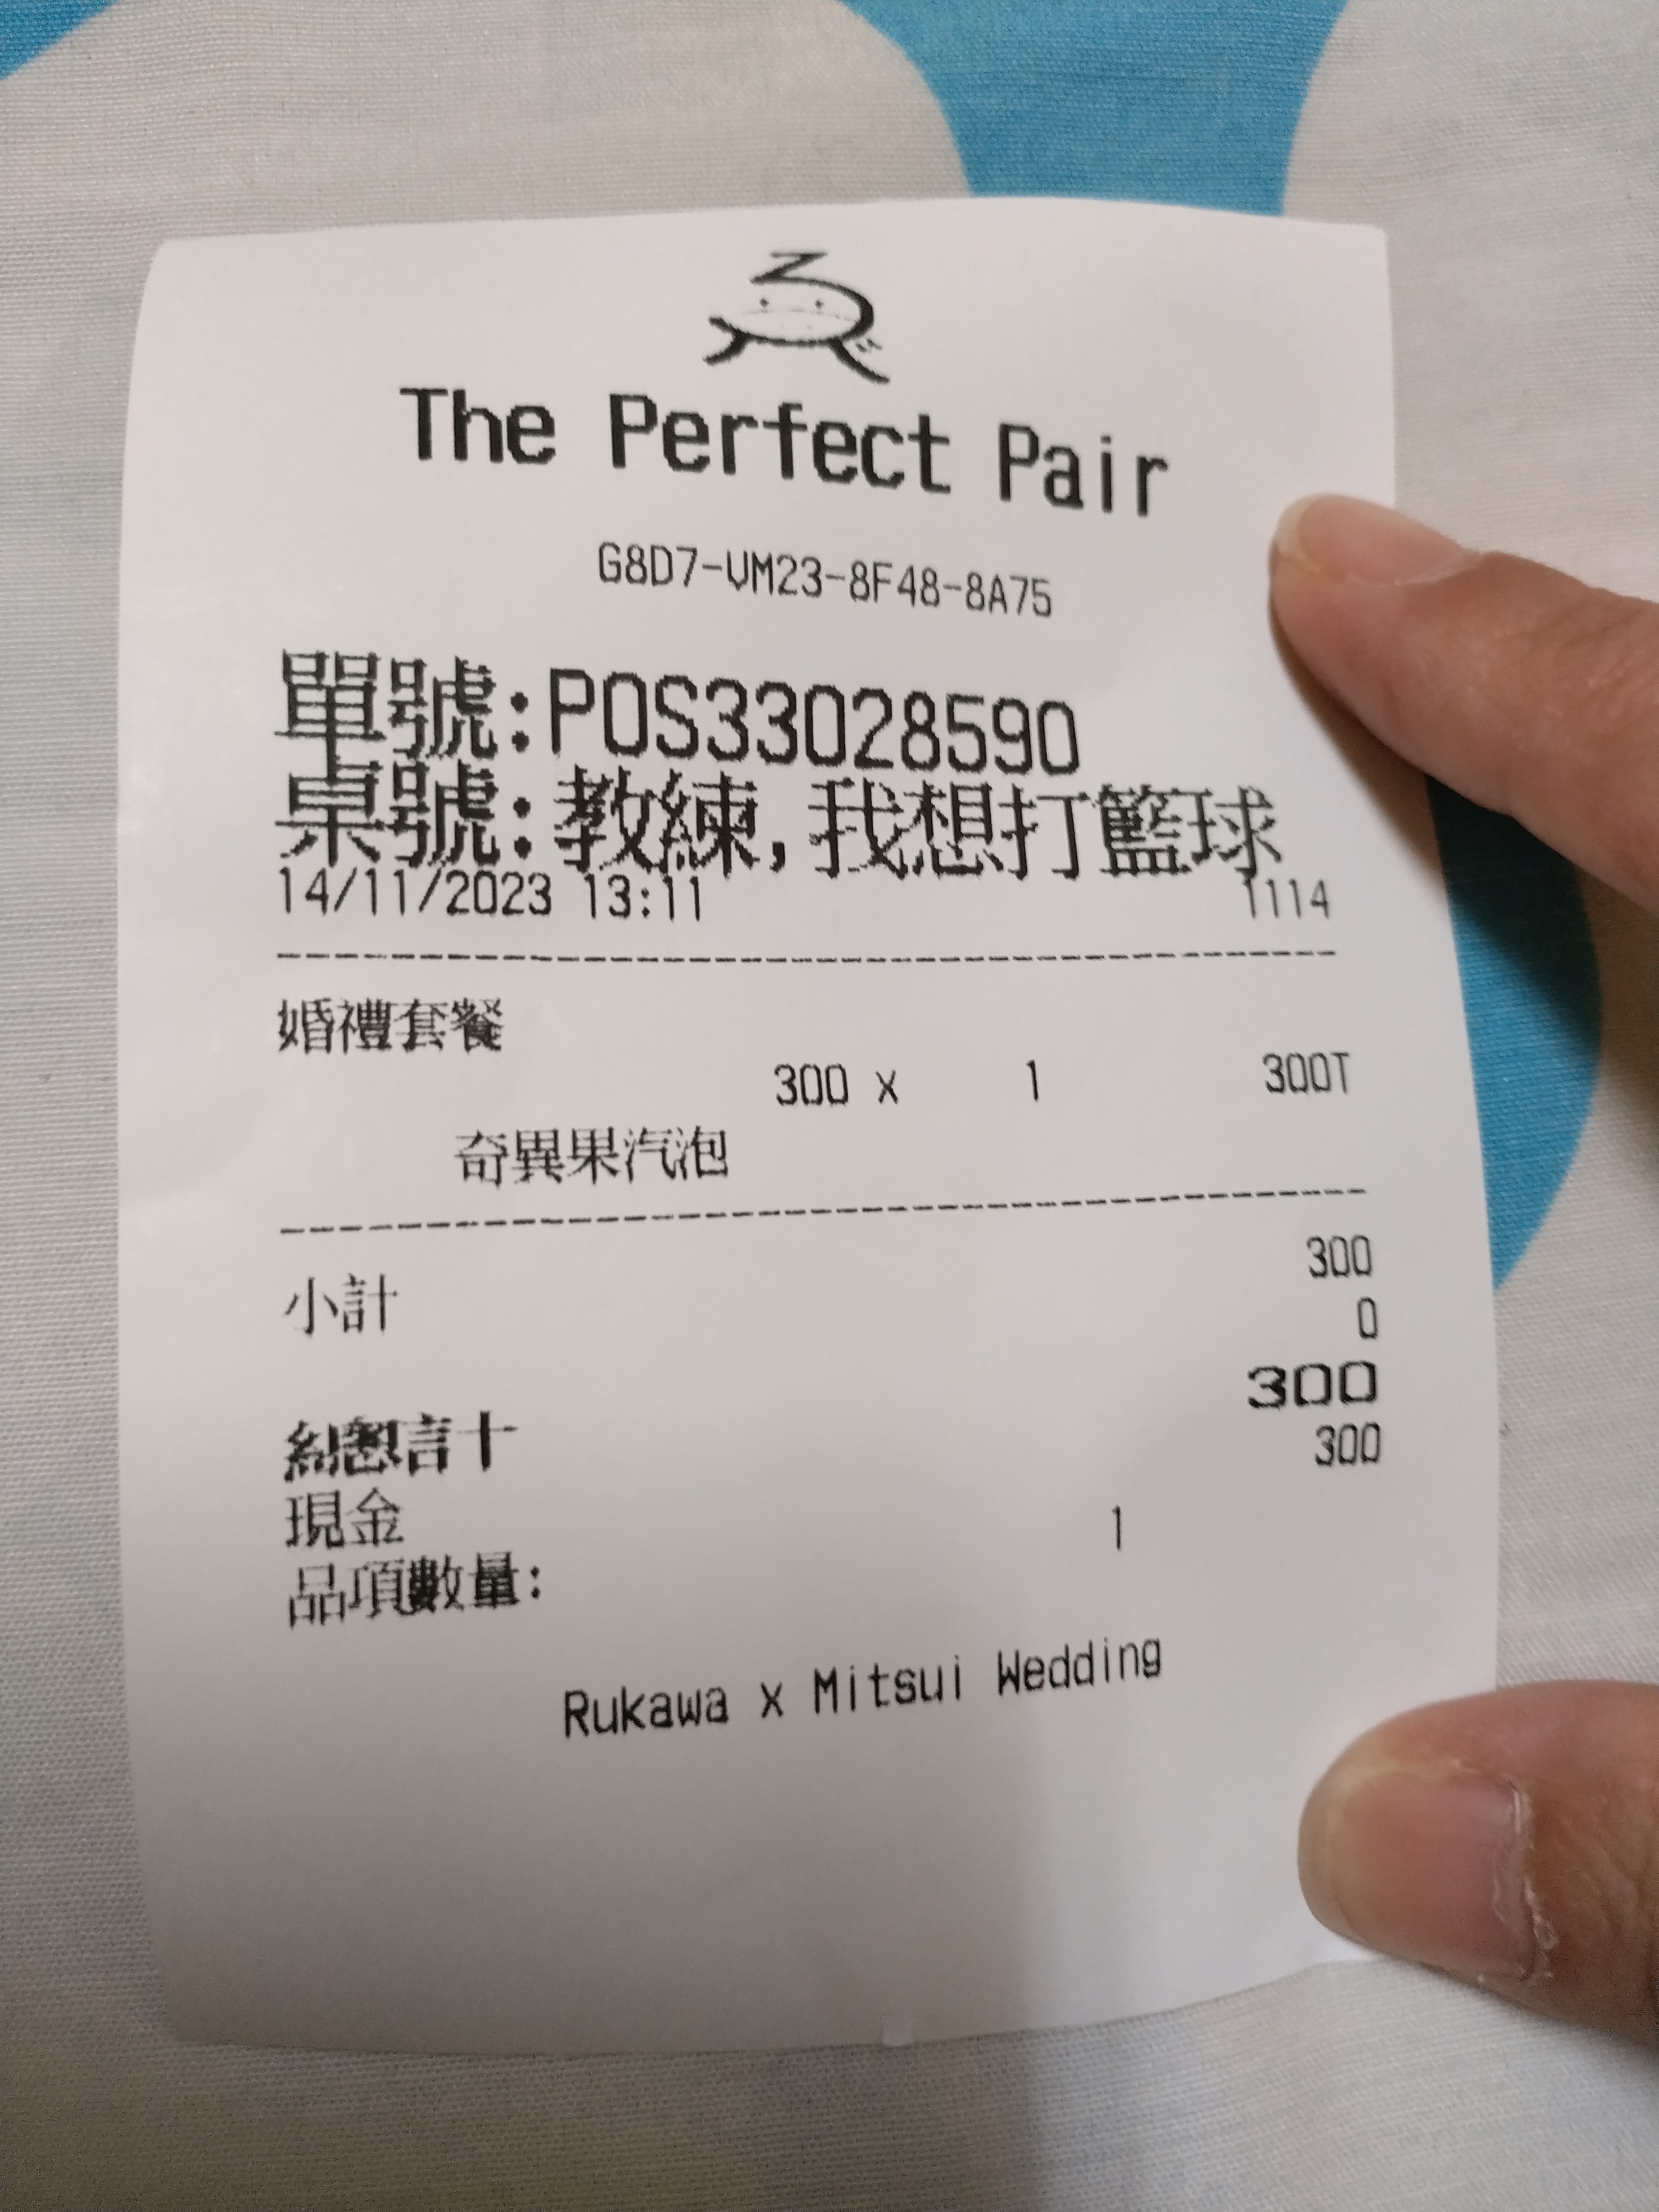 The Perfect Pair
G8D7-VM23-8F48-8A75
單號:POS33028590
桌號:教練,我想打籃球
14/11/2023 13:11 1114
婚禮套餐
300 x 1 300T
奇異果汽泡
小計 300
0
總計 300
現金 300
品項數量: 1
Rukawa x Mitsui Wedding